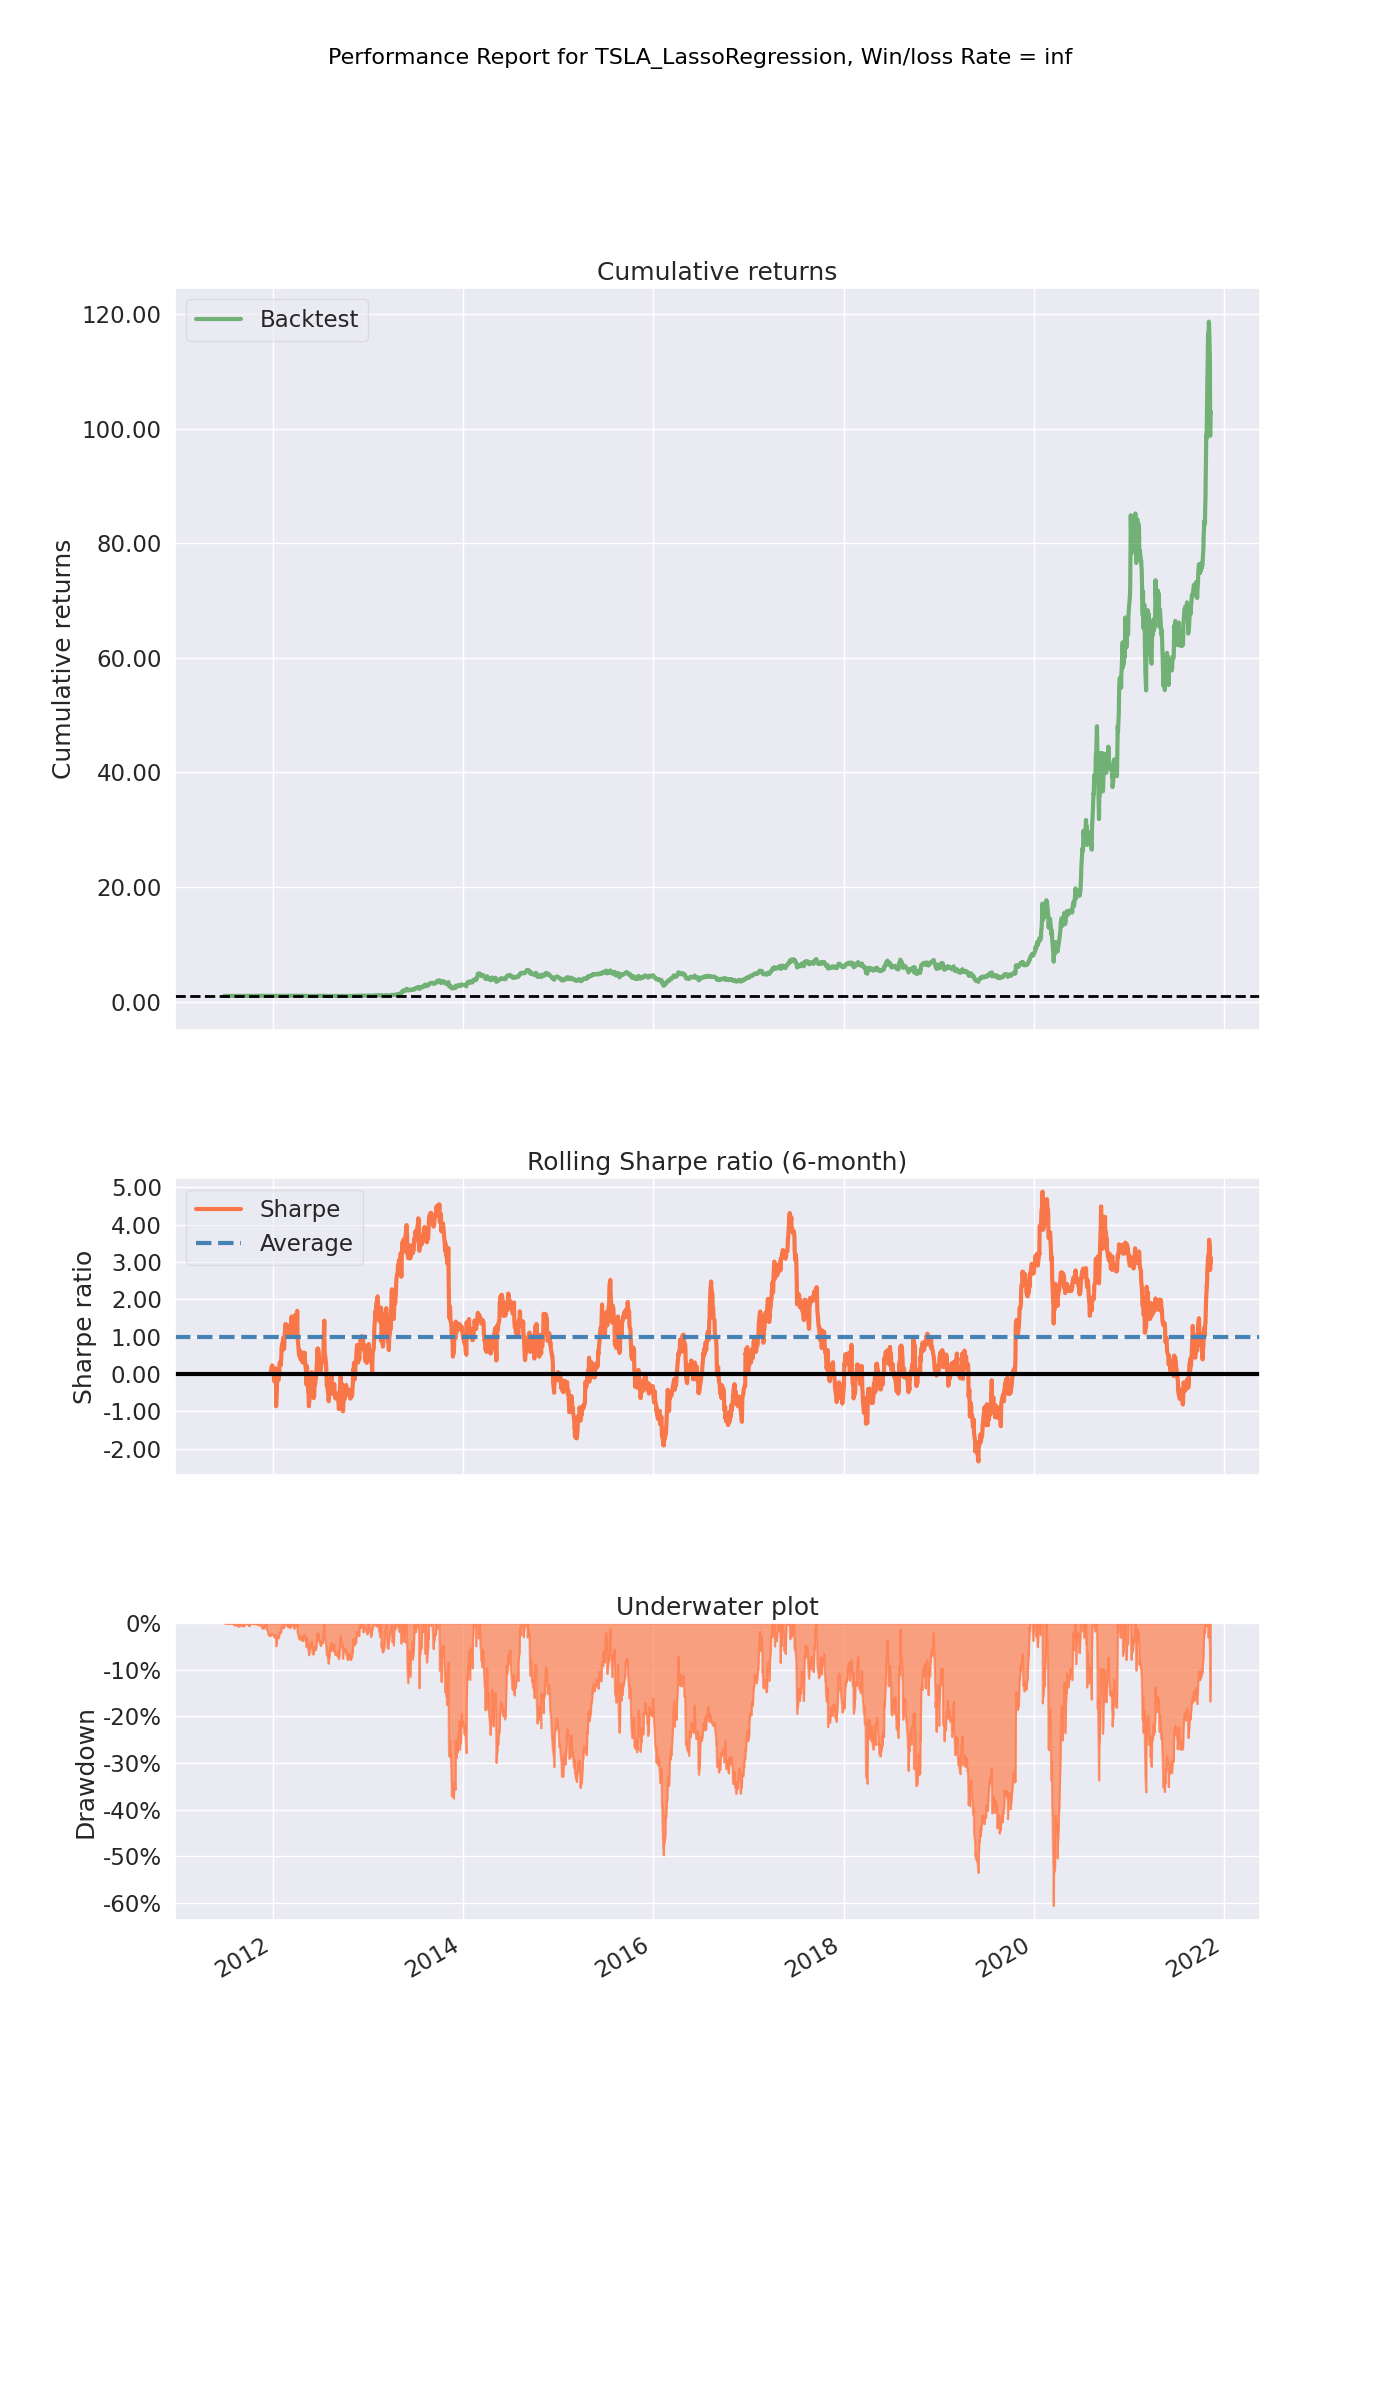 Performance Report for TSLA_LassoRegression, Win/loss Rate = inf
Cumulative returns
120.00
100.00
80.00
60.00
40.00
20.00
0.00
Cumulative returns
Backtest
Rolling Sharpe ratio (6-month)
5.00
4.00
3.00
2.00
1.00
0.00
-1.00
-2.00
Sharpe ratio
Sharpe
Average
Underwater plot
0%
-10%
-20%
-30%
-40%
-50%
-60%
Drawdown
2012
2014
2016
2018
2020
2022